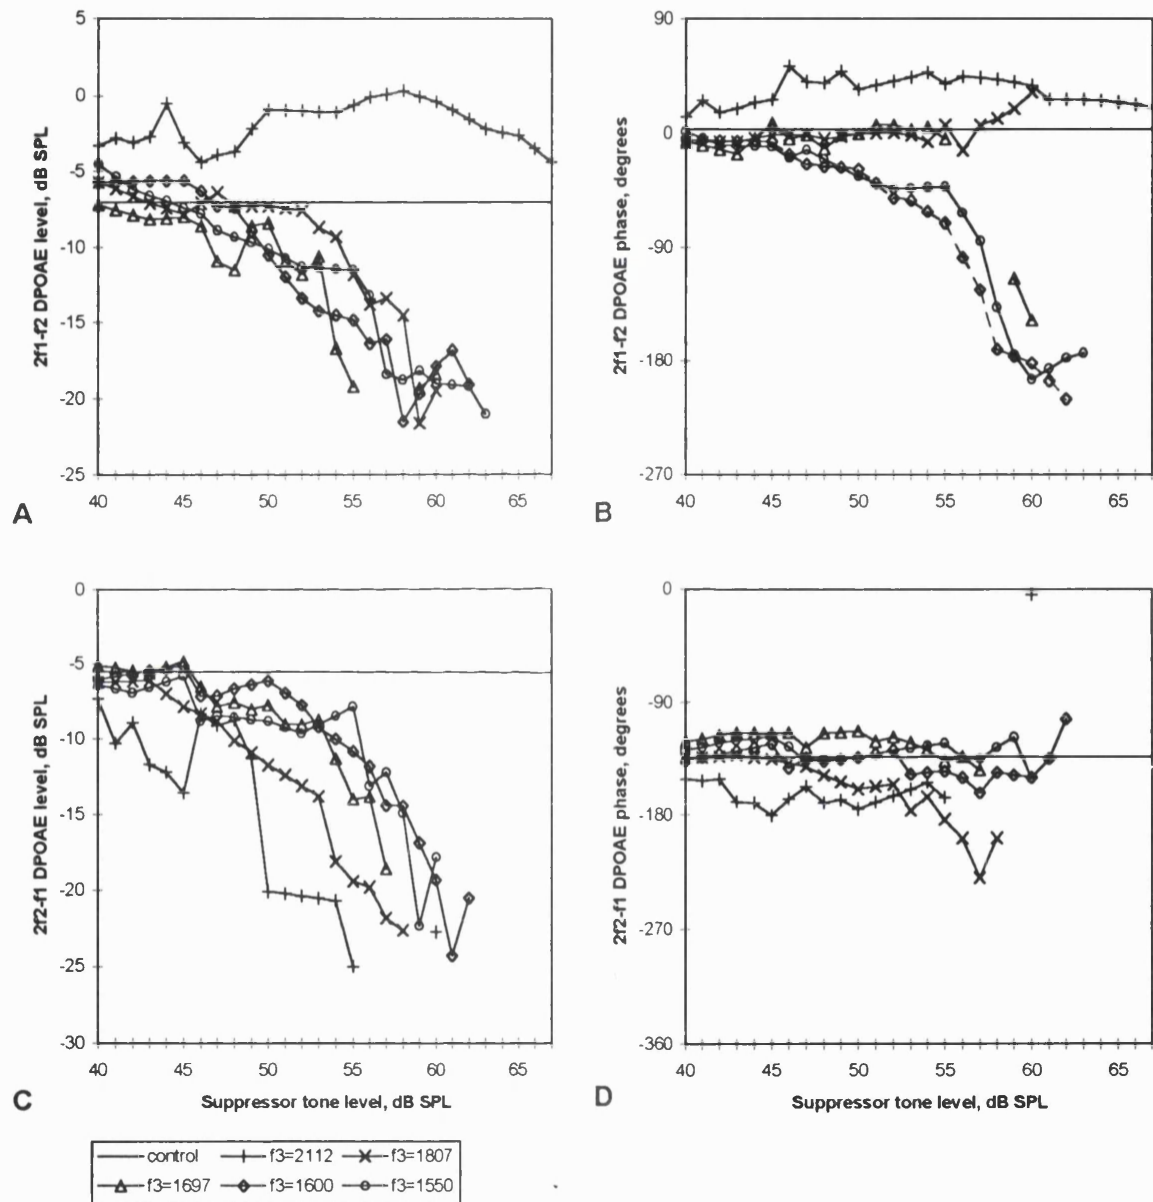 5
0
-5
-10
-15
-20
-25
2f1-f2 DPOAE level, dB SPL
40 45 50 55 60 65
A
90
0
-90
-180
-270
2f1-f2 DPOAE phase, degrees
40 45 50 55 60 65
B
0
-5
-10
-15
-20
-25
-30
2f2-f1 DPOAE level, dB SPL
40 45 50 55 60 65
Suppressor tone level, dB SPL
C
0
-90
-180
-270
-360
2f2-f1 DPOAE phase, degrees
40 45 50 55 60 65
Suppressor tone level, dB SPL
D
control f3=2112 f3=1807
f3=1697 f3=1600 f3=1550